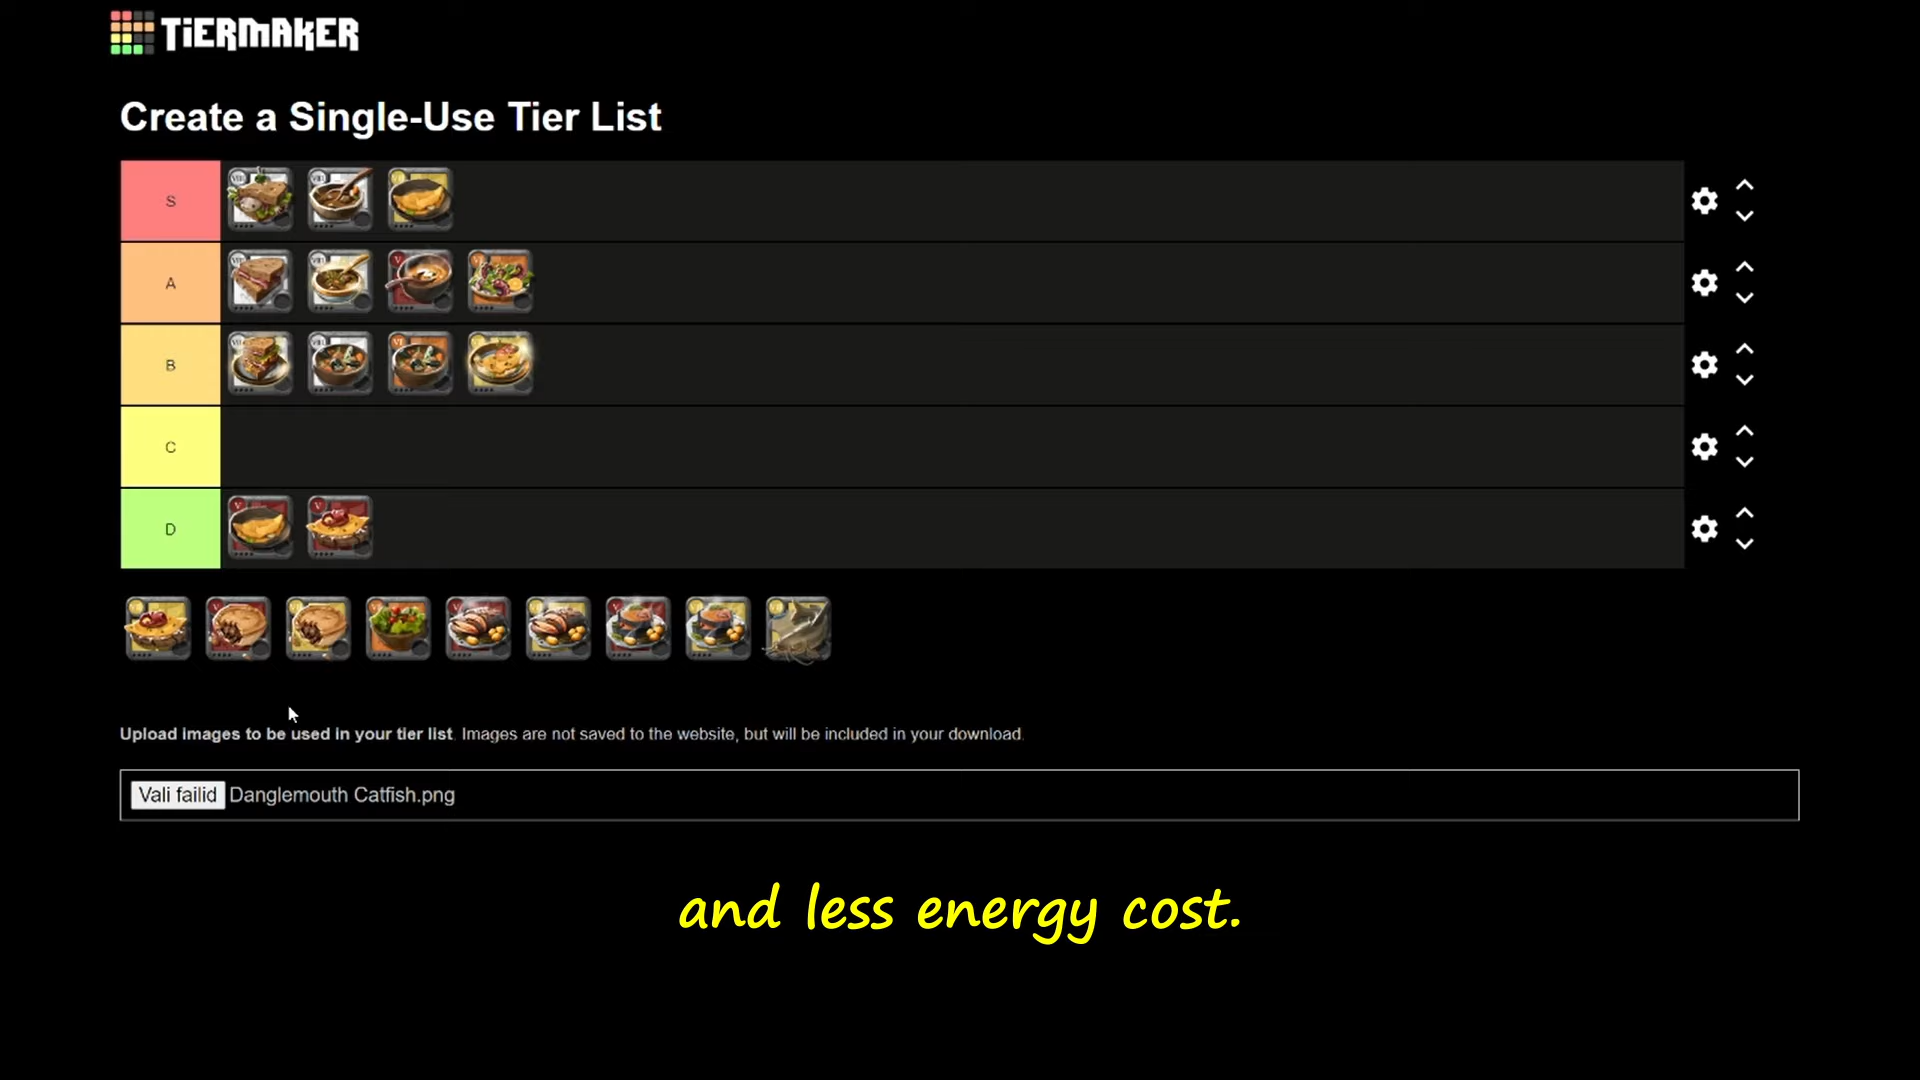 TiERMAKER
Create a Single-Use Tier List
S
A
B
C
D
Upload images to be used in your tier list. Images are not saved to the website, but will be included in your download.
Vali failid Danglemouth Catfish.png
and less energy cost.